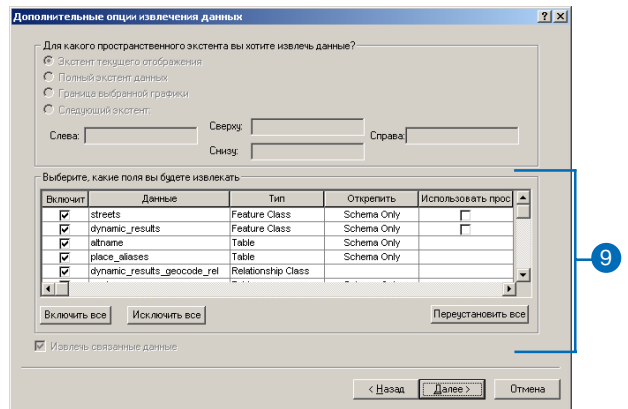 Дополнительные опции извлечения данных
Для какого пространственного экстента вы хотите извлечь данные?
Экстент текущего отображения
Полный экстент данных
Граница выбранной графики
Следующий экстент:
Сверху:
Слева:
Справа:
Снизу:
Выберите, какие поля вы будете извлекать
Включит Данные Тип Открепить Использовать прос
streets Feature Class Schema Only
dynamic_results Feature Class Schema Only
altname Table Schema Only
place_aliases Table Schema Only
dynamic_results_geocode_rel Relationship Class
Включить все Исключить все Переустановить все
Извлечь связанные данные
< Назад Далее > Отмена
9